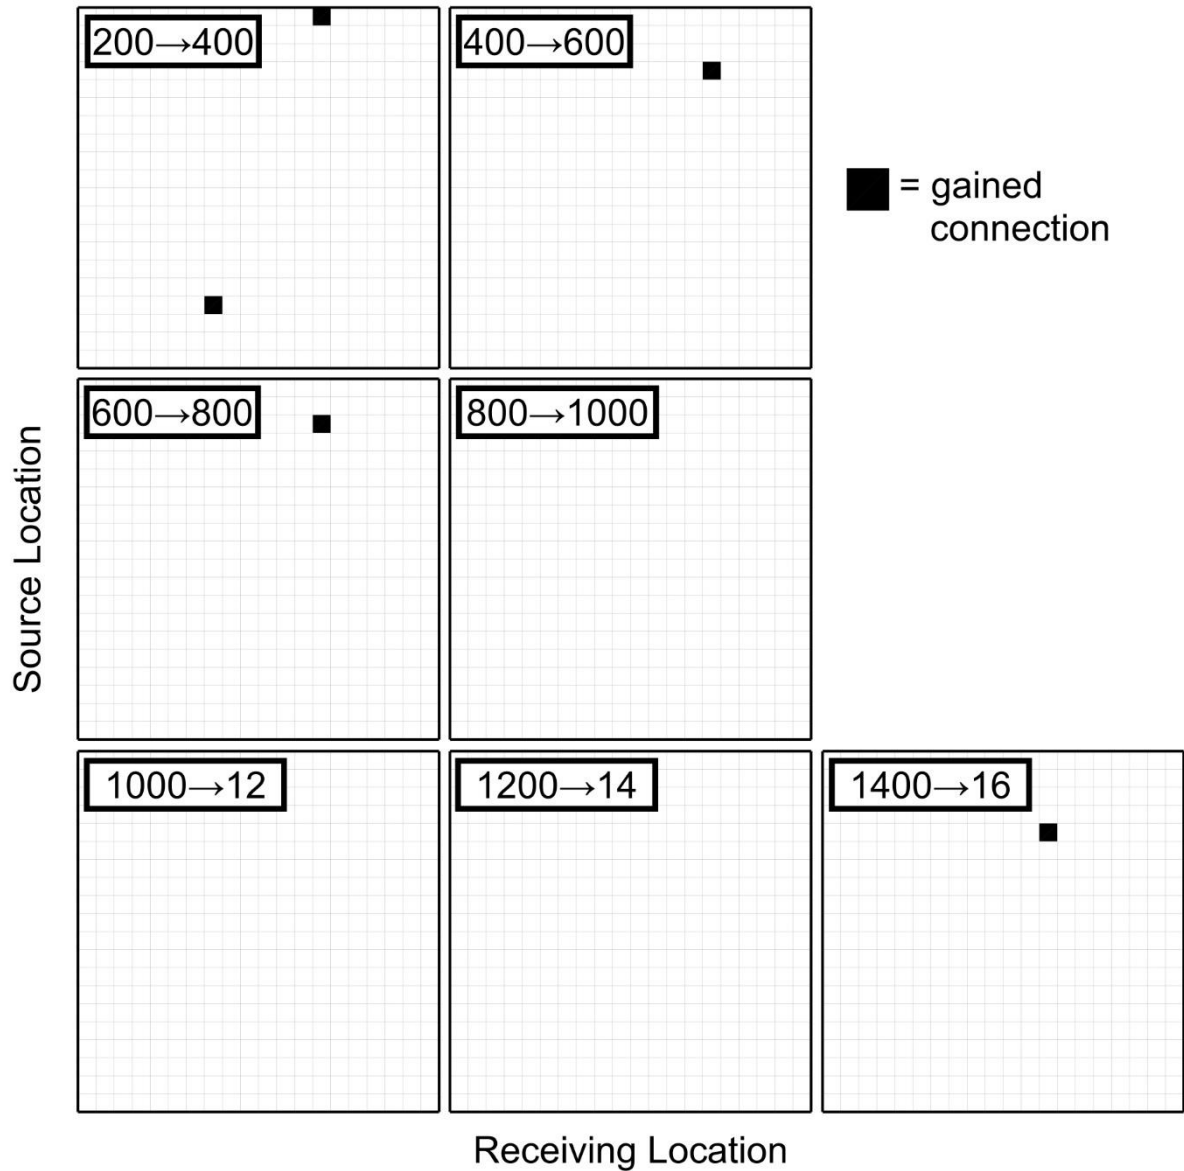 200→400
400→600
= gained
connection
600→800
800→1000
Source Location
1000→12
1200→14
1400→16
Receiving Location